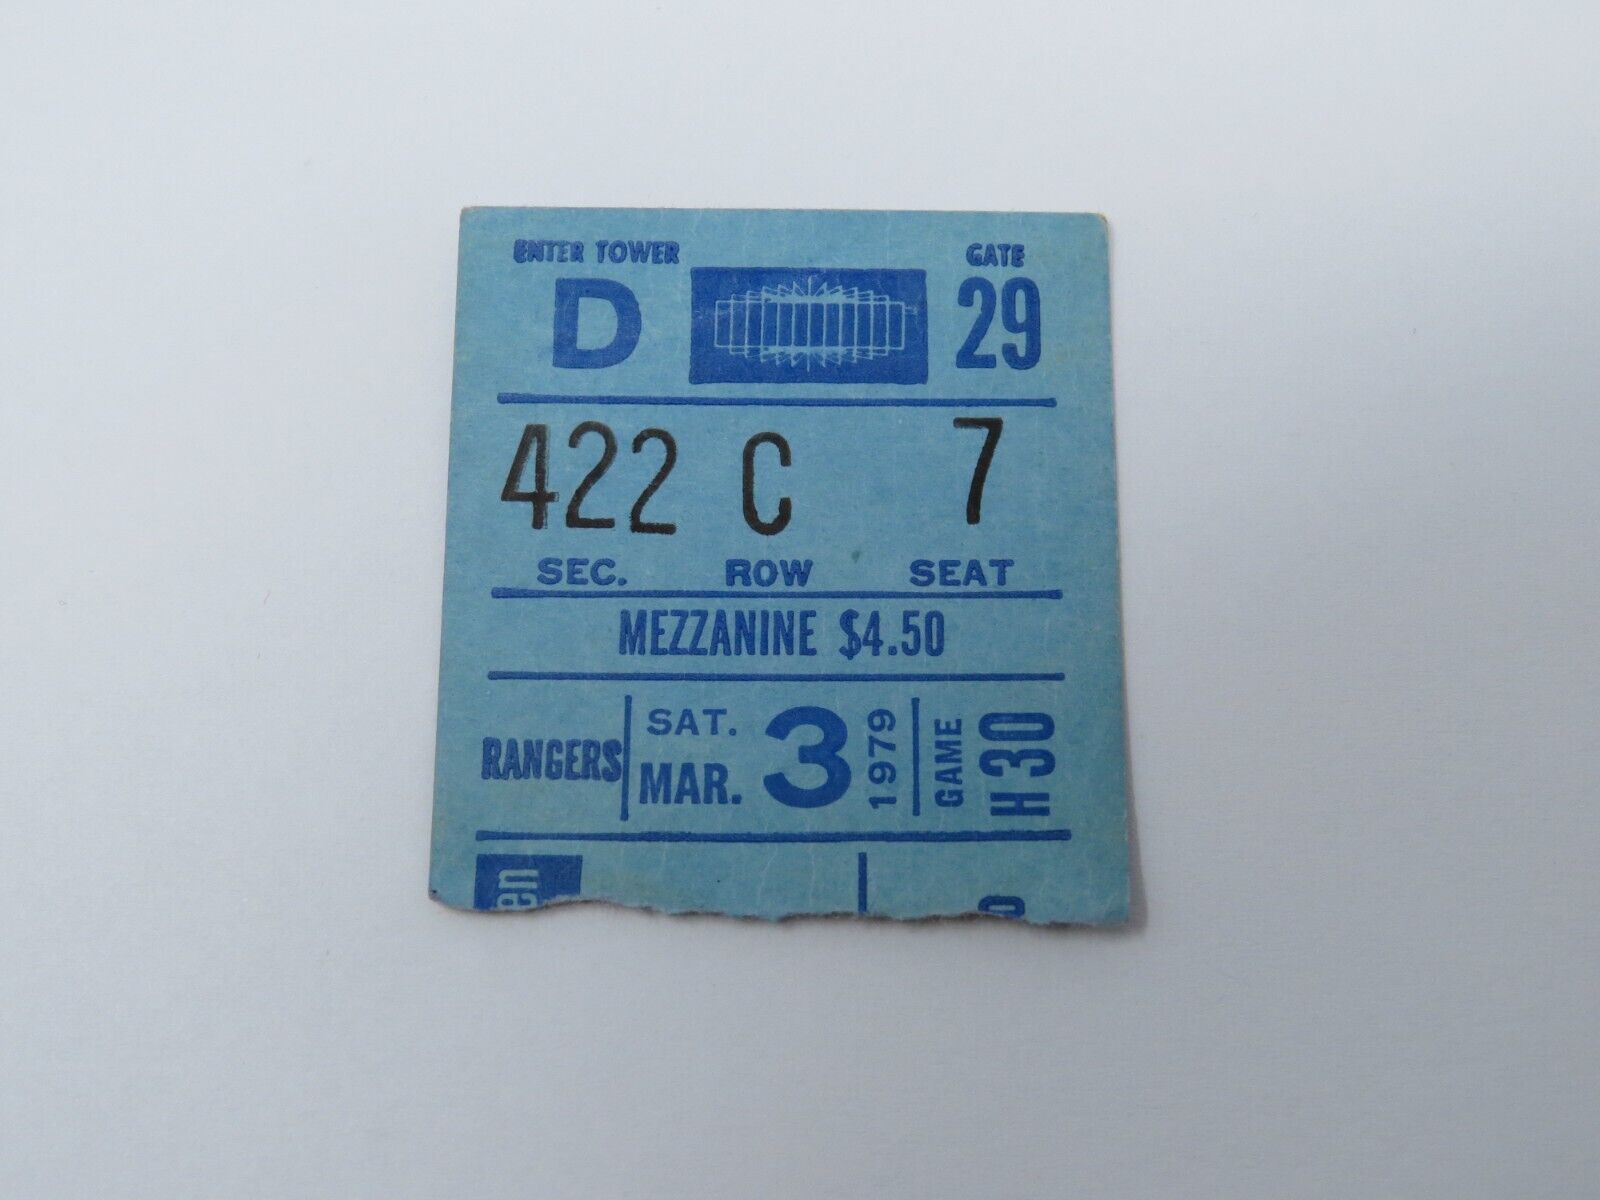 ENTER TOWER GATE
D 29
422 C 7
SEC. ROW SEAT
MEZZANINE $4.50
RANGERS
SAT.
MAR. 3
1979
GAME
H30
en